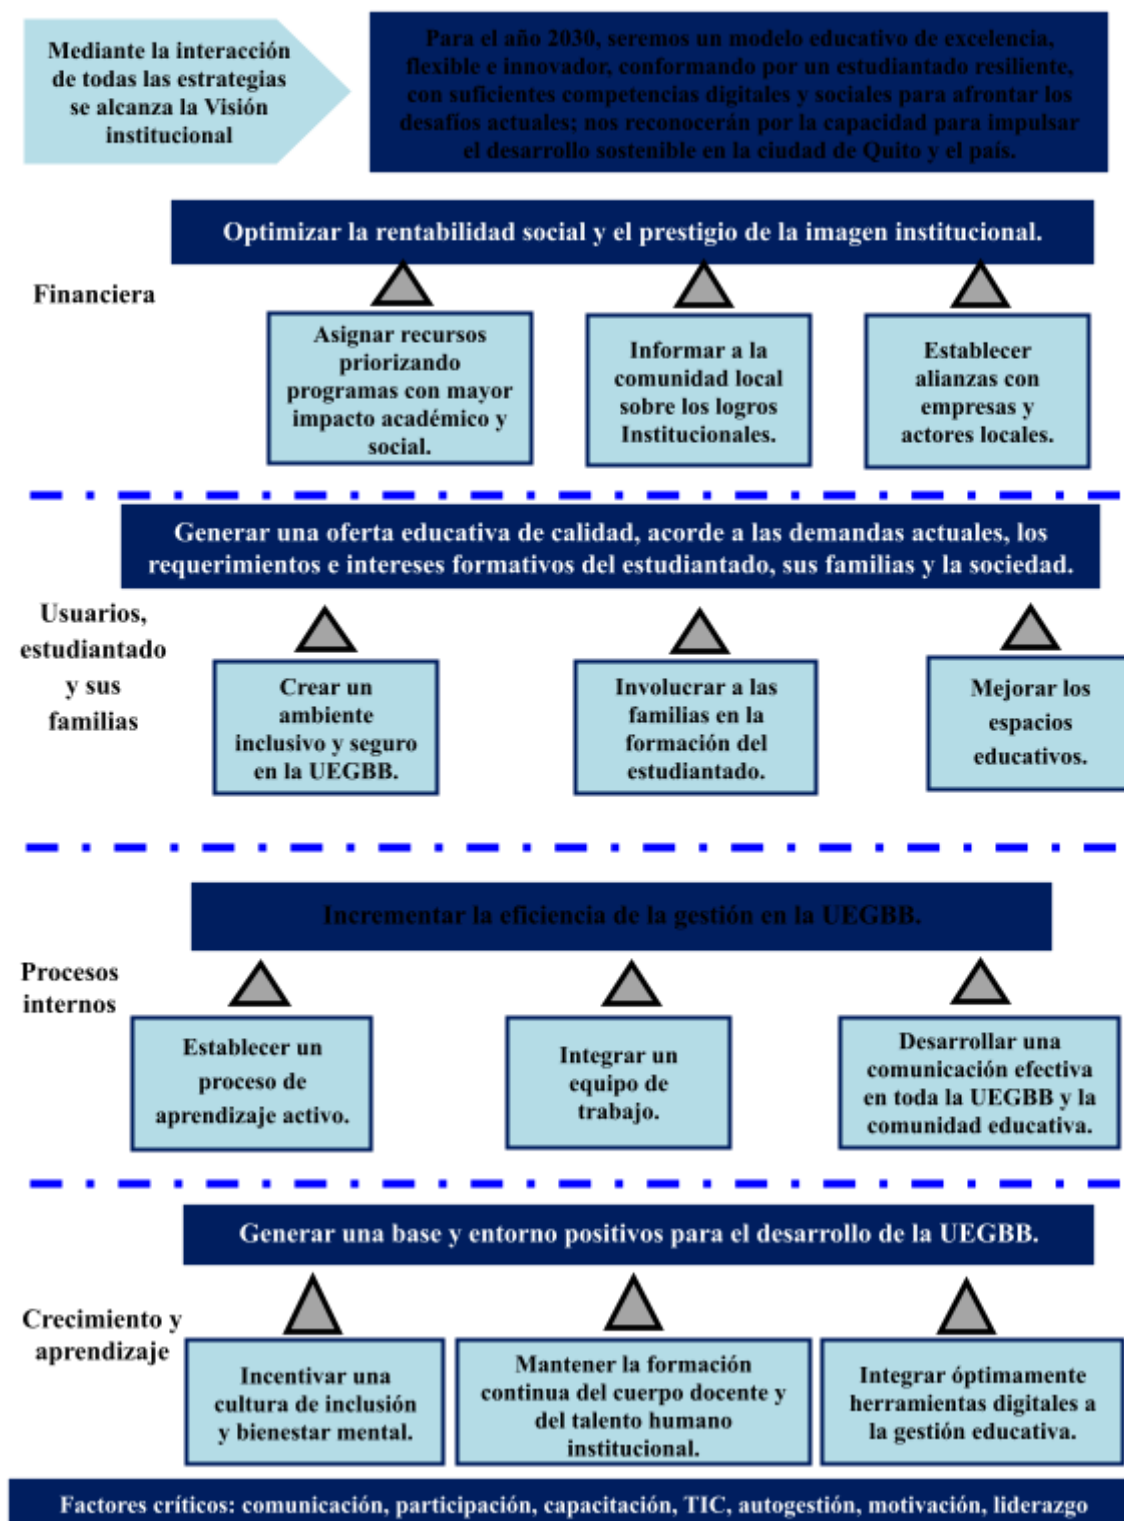 Mediante la interacción
de todas las estrategias
se alcanza la Visión
institucional
Para el año 2030, seremos un modelo educativo de excelencia,
flexible e innovador, conformando por un estudiantado resiliente,
con suficientes competencias digitales y sociales para afrontar los
desafíos actuales; nos reconocerán por la capacidad para impulsar
el desarrollo sostenible en la ciudad de Quito y el país.
Optimizar la rentabilidad social y el prestigio de la imagen institucional.
Financiera
Asignar recursos
priorizando
programas con mayor
impacto académico y
social.
Informar a la
comunidad local
sobre los logros
Institucionales.
Establecer
alianzas con
empresas y
actores locales.
Generar una oferta educativa de calidad, acorde a las demandas actuales, los
requerimientos e intereses formativos del estudiantado, sus familias y la sociedad.
Usuarios,
estudiantado
y sus
familias
Crear un
ambiente
inclusivo y seguro
en la UEGBB.
Involucrar a las
familias en la
formación del
estudiantado.
Mejorar los
espacios
educativos.
Incrementar la eficiencia de la gestión en la UEGBB.
Procesos
internos
Establecer un
proceso de
aprendizaje activo.
Integrar un
equipo de
trabajo.
Desarrollar una
comunicación efectiva
en toda la UEGBB y la
comunidad educativa.
Generar una base y entorno positivos para el desarrollo de la UEGBB.
Crecimiento y
aprendizaje
Incentivar una
cultura de inclusión
y bienestar mental.
Mantener la formación
continua del cuerpo docente y
del talento humano
institucional.
Integrar óptimamente
herramientas digitales a
la gestión educativa.
Factores críticos: comunicación, participación, capacitación, TIC, autogestión, motivación, liderazgo